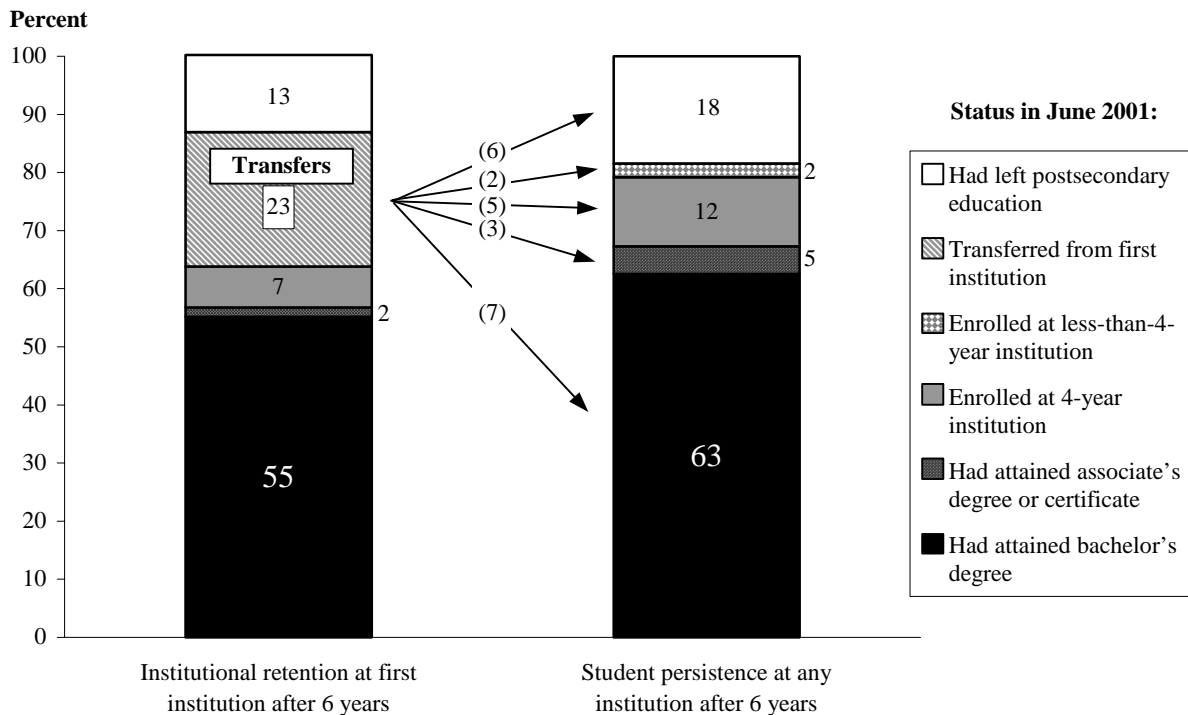 Percent
100
90
80
70
60
50
40
30
20
10
0
13
Transfers
23
7
2
55
(6)
(2)
(5)
(3)
(7)
18
2
12
5
63
Status in June 2001:
Had left postsecondary
education
Transferred from first
institution
Enrolled at less-than-4-
year institution
Enrolled at 4-year
institution
Had attained associate’s
degree or certificate
Had attained bachelor’s
degree
Institutional retention at first
institution after 6 years
Student persistence at any
institution after 6 years